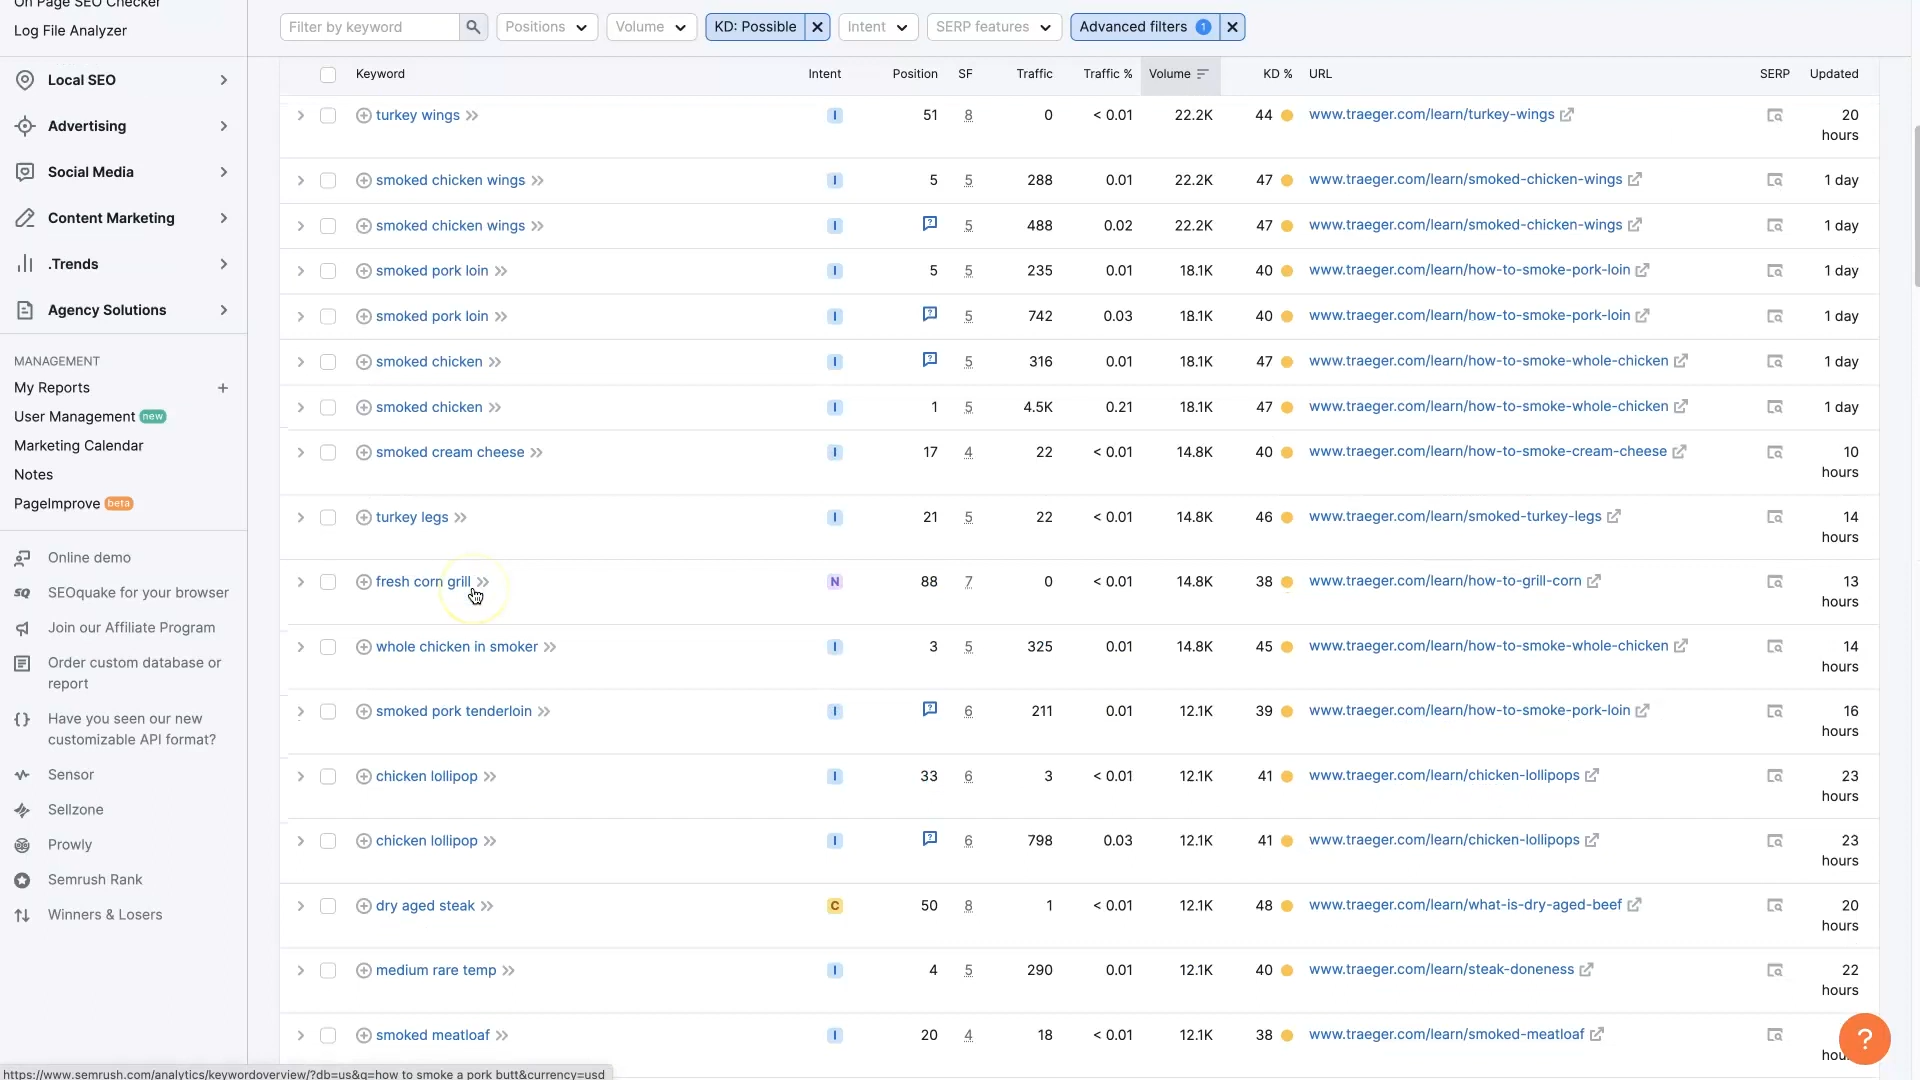 On Page SEO Checker
Log File Analyzer
Local SEO
Advertising
Social Media
Content Marketing
.Trends
Agency Solutions
MANAGEMENT
My Reports +
User Management new
Marketing Calendar
Notes
PageImprove beta
Online demo
SEOquake for your browser
Join our Affiliate Program
Order custom database or
report
Have you seen our new
customizable API format?
Sensor
Sellzone
Prowly
Semrush Rank
Winners & Losers
Filter by keyword Positions Volume KD: Possible Intent SERP features Advanced filters 1
Keyword Intent Position SF Traffic Traffic % Volume KD % URL SERP Updated
turkey wings I 51 8 0 < 0.01 22.2K 44 www.traeger.com/learn/turkey-wings 20
hours
smoked chicken wings I 5 5 288 0.01 22.2K 47 www.traeger.com/learn/smoked-chicken-wings 1 day
smoked chicken wings I 5 488 0.02 22.2K 47 www.traeger.com/learn/smoked-chicken-wings 1 day
smoked pork loin I 5 5 235 0.01 18.1K 40 www.traeger.com/learn/how-to-smoke-pork-loin 1 day
smoked pork loin I 5 742 0.03 18.1K 40 www.traeger.com/learn/how-to-smoke-pork-loin 1 day
smoked chicken I 5 316 0.01 18.1K 47 www.traeger.com/learn/how-to-smoke-whole-chicken 1 day
smoked chicken I 1 5 4.5K 0.21 18.1K 47 www.traeger.com/learn/how-to-smoke-whole-chicken 1 day
smoked cream cheese I 17 4 22 < 0.01 14.8K 40 www.traeger.com/learn/how-to-smoke-cream-cheese 10
hours
turkey legs I 21 5 22 < 0.01 14.8K 46 www.traeger.com/learn/smoked-turkey-legs 14
hours
fresh corn grill N 88 7 0 < 0.01 14.8K 38 www.traeger.com/learn/how-to-grill-corn 13
hours
whole chicken in smoker I 3 5 325 0.01 14.8K 45 www.traeger.com/learn/how-to-smoke-whole-chicken 14
hours
smoked pork tenderloin I 6 211 0.01 12.1K 39 www.traeger.com/learn/how-to-smoke-pork-loin 16
hours
chicken lollipop I 33 6 3 < 0.01 12.1K 41 www.traeger.com/learn/chicken-lollipops 23
hours
chicken lollipop I 6 798 0.03 12.1K 41 www.traeger.com/learn/chicken-lollipops 23
hours
dry aged steak C 50 8 1 < 0.01 12.1K 48 www.traeger.com/learn/what-is-dry-aged-beef 20
hours
medium rare temp I 4 5 290 0.01 12.1K 40 www.traeger.com/learn/steak-doneness 22
hours
smoked meatloaf I 20 4 18 < 0.01 12.1K 38 www.traeger.com/learn/smoked-meatloaf
hou
?
https://www.semrush.com/analytics/keywordoverview/?db=us&q=how to smoke a pork butt&currency=usd